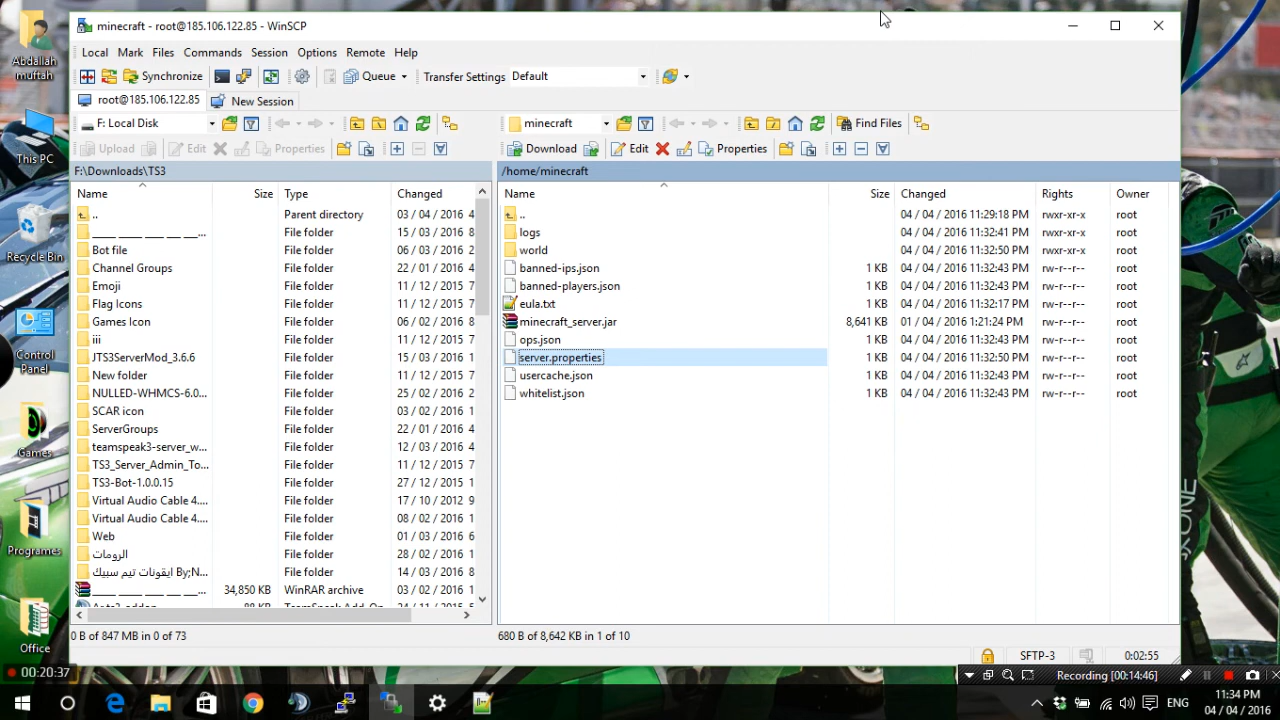 minecraft - root@185.106.122.85 - WinSCP
Local Mark Files Commands Session Options Remote Help
Synchronize Queue Transfer Settings Default
root@185.106.122.85 New Session
F: Local Disk minecraft Find Files
Upload Edit Properties Download Edit Properties
F:\Downloads\TS3 /home/minecraft
Name Size Type Changed
.. Parent directory 03 / 04 / 2016 4
____ ____ ___ __ ___... File folder 15 / 03 / 2016 8
Bot file File folder 06 / 03 / 2016 2
Channel Groups File folder 22 / 01 / 2016 4
Emoji File folder 11 / 12 / 2015 7
Flag Icons File folder 11 / 12 / 2015 7
Games Icon File folder 06 / 02 / 2016 8
iii File folder 11 / 12 / 2015 7
JTS3ServerMod_3.6.6 File folder 15 / 03 / 2016 1
New folder File folder 11 / 12 / 2015 7
NULLED-WHMCS-6.0... File folder 25 / 02 / 2016 2
SCAR icon File folder 03 / 02 / 2016 1
ServerGroups File folder 22 / 01 / 2016 4
teamspeak3-server_w... File folder 12 / 03 / 2016 4
TS3_Server_Admin_To... File folder 11 / 12 / 2015 7
TS3-Bot-1.0.0.15 File folder 27 / 12 / 2015 1
Virtual Audio Cable 4.... File folder 17 / 10 / 2012 9
Virtual Audio Cable 4.... File folder 08 / 02 / 2016 1
Web File folder 01 / 03 / 2016 6
الرومات File folder 28 / 02 / 2016 1
ايقونات تيم سبيك By;N... File folder 14 / 03 / 2016 8
____ ____ ___ __ ___... 34,850 KB WinRAR archive 03 / 02 / 2016 1
Name Size Changed Rights Owner
.. 04 / 04 / 2016 11:29:18 PM rwxr-xr-x root
logs 04 / 04 / 2016 11:32:41 PM rwxr-xr-x root
world 04 / 04 / 2016 11:32:50 PM rwxr-xr-x root
banned-ips.json 1 KB 04 / 04 / 2016 11:32:43 PM rw-r--r-- root
banned-players.json 1 KB 04 / 04 / 2016 11:32:43 PM rw-r--r-- root
eula.txt 1 KB 04 / 04 / 2016 11:32:17 PM rw-r--r-- root
minecraft_server.jar 8,641 KB 01 / 04 / 2016 1:21:24 PM rw-r--r-- root
ops.json 1 KB 04 / 04 / 2016 11:32:43 PM rw-r--r-- root
server.properties 1 KB 04 / 04 / 2016 11:32:50 PM rw-r--r-- root
usercache.json 1 KB 04 / 04 / 2016 11:32:43 PM rw-r--r-- root
whitelist.json 1 KB 04 / 04 / 2016 11:32:43 PM rw-r--r-- root
0 B of 847 MB in 0 of 73 680 B of 8,642 KB in 1 of 10
SFTP-3 0:02:55
Abdallah muftah
This PC
Recycle Bin
Control Panel
Games
Programes
Office
00:20:37
Recording [00:14:46]
ENG
11:34 PM
04 / 04 / 2016